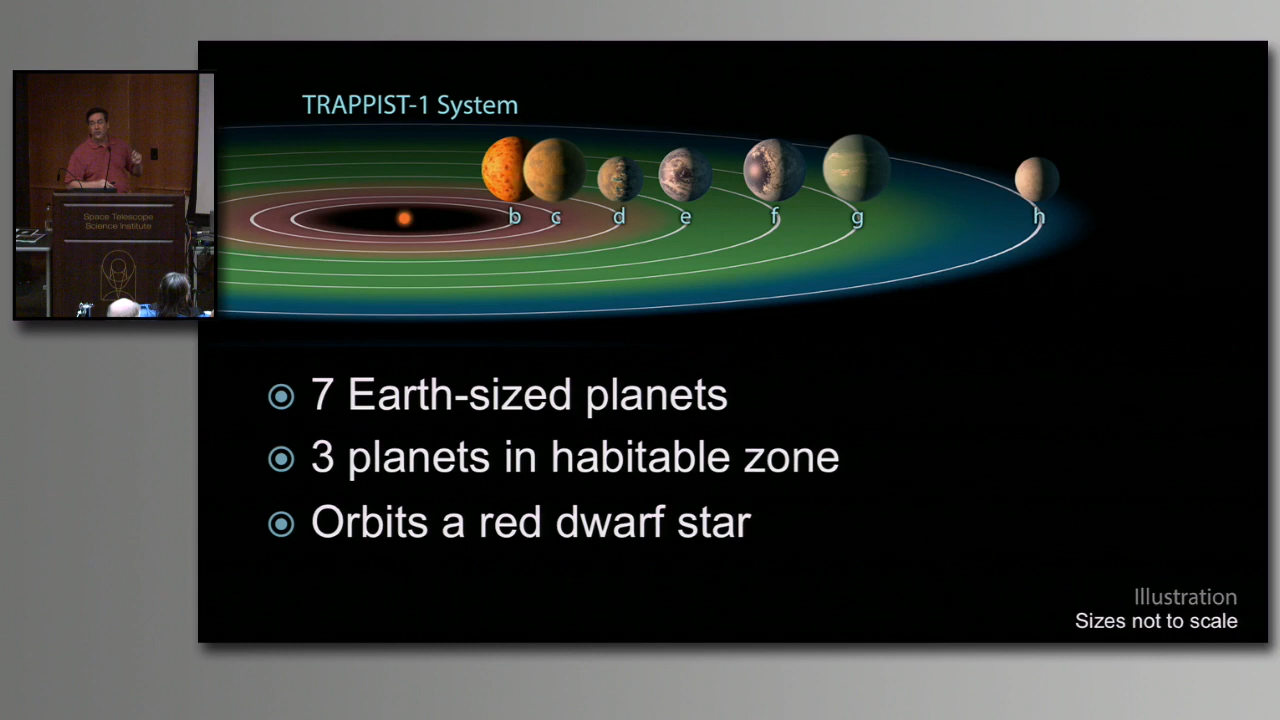 TRAPPIST-1 System
b c d e f g h
Space Telescope
Science Institute
7 Earth-sized planets
3 planets in habitable zone
Orbits a red dwarf star
Illustration
Sizes not to scale